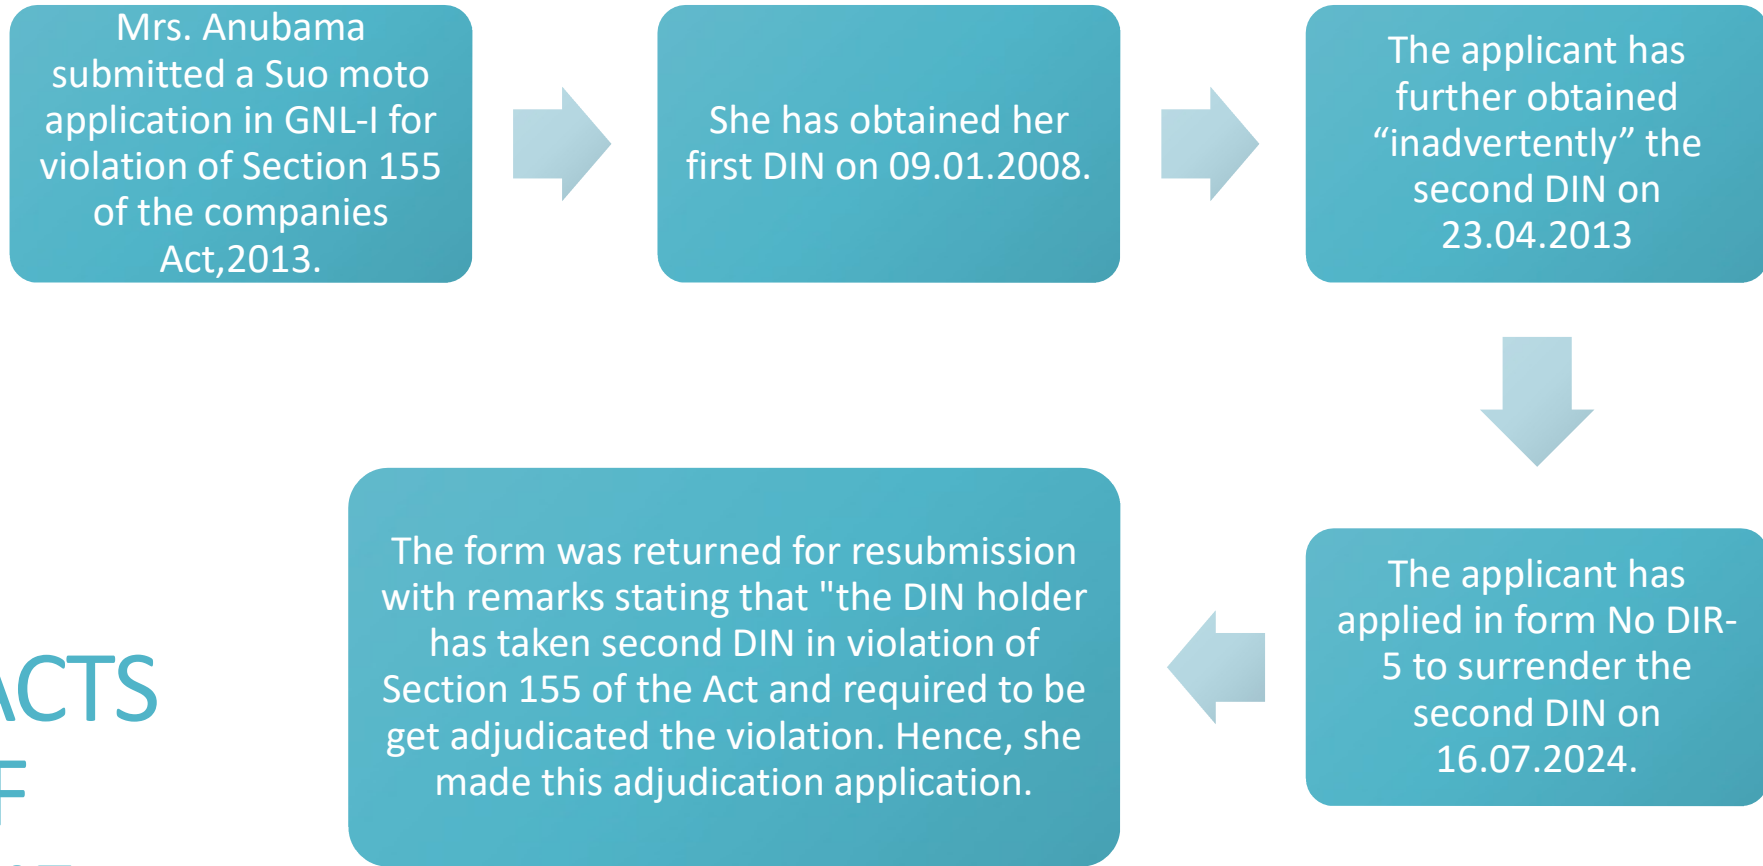 Mrs. Anubama
submitted a Suo moto
application in GNL-I for
violation of Section 155
of the companies
Act,2013.
She has obtained her
first DIN on 09.01.2008.
The applicant has
further obtained
“inadvertently” the
second DIN on
23.04.2013
The applicant has
applied in form No DIR-
5 to surrender the
second DIN on
16.07.2024.
The form was returned for resubmission
with remarks stating that "the DIN holder
has taken second DIN in violation of
Section 155 of the Act and required to be
get adjudicated the violation. Hence, she
made this adjudication application.
ACTS